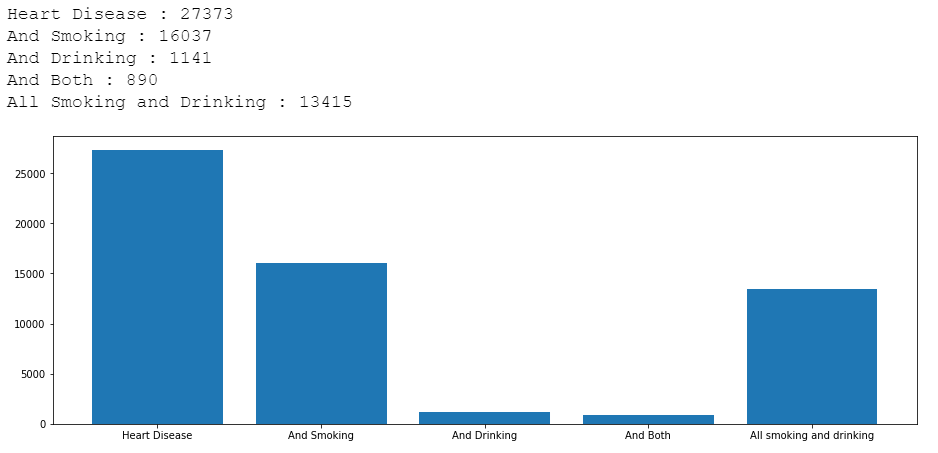 Heart Disease : 27373
And Smoking : 16037
And Drinking : 1141
And Both : 890
All Smoking and Drinking : 13415
25000
20000
15000
10000
5000
0
Heart Disease And Smoking And Drinking And Both All smoking and drinking